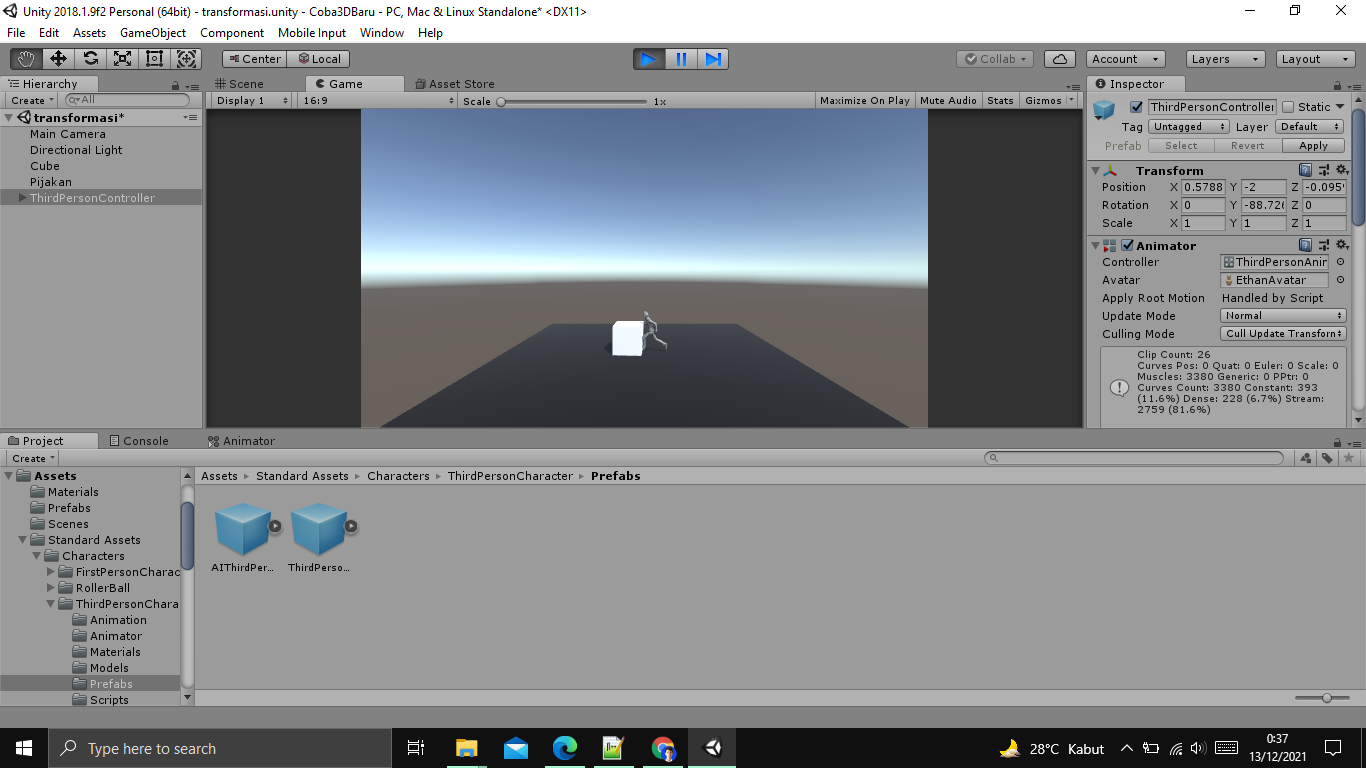 Unity 2018.1.9f2 Personal (64bit) - transformasi.unity - Coba3DBaru - PC, Mac & Linux Standalone* <DX11>
File Edit Assets GameObject Component Mobile Input Window Help
Center Local Collab Account Layers Layout
Hierarchy
Create All
transformasi*
Main Camera
Directional Light
Cube
Pijakan
ThirdPersonController
Scene Game Asset Store
Display 1 16:9 Scale 1x Maximize On Play Mute Audio Stats Gizmos
Inspector
ThirdPersonController Static
Tag Untagged Layer Default
Prefab Select Revert Apply
Transform
Position X 0.5788 Y -2 Z -0.095
Rotation X 0 Y -88.726 Z 0
Scale X 1 Y 1 Z 1
Animator
Controller ThirdPersonAnir
Avatar EthanAvatar
Apply Root Motion Handled by Script
Update Mode Normal
Culling Mode Cull Update Transform
Clip Count: 26
Curves Pos: 0 Quat: 0 Euler: 0 Scale: 0
Muscles: 3380 Generic: 0 PPtr: 0
Curves Count: 3380 Constant: 393
(11.6%) Dense: 228 (6.7%) Stream:
2759 (81.6%)
Project Console Animator
Create
Assets
Materials
Prefabs
Scenes
Standard Assets
Characters
FirstPersonCharac
RollerBall
ThirdPersonChara
Animation
Animator
Materials
Models
Prefabs
Scripts
Assets Standard Assets Characters ThirdPersonCharacter Prefabs
AIThirdPer... ThirdPerso...
Type here to search
28°C Kabut
0:37
13/12/2021